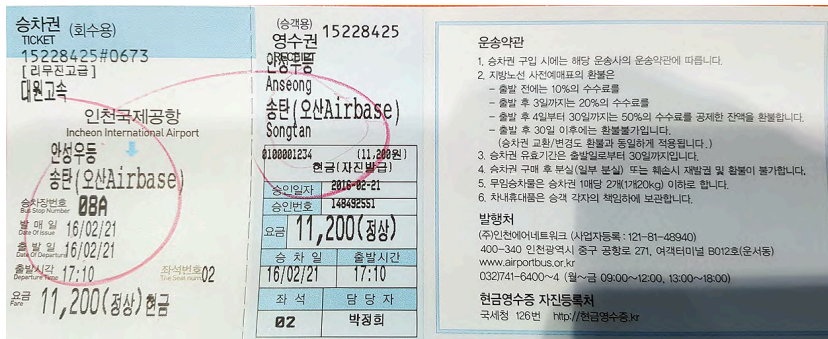 승차권 (회수용)
TICKET
15228425#0673
[리무진고급]
대원고속
인천국제공항
Incheon International Airport
안성우등
송탄(오산Airbase)
승차장번호
Bus Stop Number 08A
발 매 일 16/02/21
Date of Issue
출 발 일 16/02/21
Date of Departure
출발시각 17:10
Departure Time
좌석번호 02
The Seat num
요금 11,200(정상)현금
Fare
(승객용) 15228425
영수권
안성우등
Anseong
송탄(오산Airbase)
Songtan
0100001234 (11,200원)
현금(자진발급)
승인일자 2016-02-21
승인번호 148492551
요금 11,200(정상)
승 차 일 출발시간
16/02/21 17:10
좌 석 담 당 자
02 박정희
운송약관
1. 승차권 구입 시에는 해당 운송사의 운송약관에 따릅니다.
2. 지방노선 사전예매표의 환불은
- 출발 전에는 10%의 수수료를
- 출발 후 3일까지는 20%의 수수료를
- 출발 후 4일부터 30일까지는 50%의 수수료를 공제한 잔액을 환불합니다.
- 출발 후 30일 이후에는 환불불가입니다.
(승차권 교환/변경도 환불과 동일하게 적용됩니다.)
3. 승차권 유효기간은 출발일로부터 30일까지입니다.
4. 승차권 구매 후 분실(일부 분실) 또는 훼손시 재발권 및 환불이 불가합니다.
5. 무임승차물은 승차권 1매당 2개(1개20kg) 이하로 합니다.
6. 차내휴대품은 승객 각자의 책임하에 보관합니다.
발행처
(주)인천에어네트워크 (사업자등록 : 121-81-48940)
400-340 인천광역시 중구 공항로 271, 여객터미널 B012호(운서동)
www.airportbus.or.kr
032)741-6400~4 (월~금 09:00~12:00, 13:00~18:00)
현금영수증 자진등록처
국세청 126번 http://현금영수증.kr